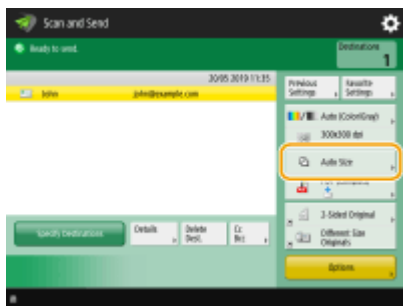 Scan and Send
Ready to send.
Destinations
1
20/05 2019 11:35
John
john@example.com
Previous
Settings
Favorite
Settings
Auto (Color/Gray)
300x300 dpi
Auto Size
2-Sided Original
Different Size
Originals
Specify Destinations
Details
Delete
Dest.
Cc
Bcc
Options